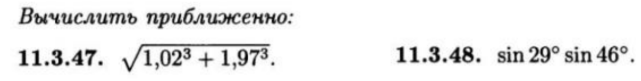 Вычислить приближенно:
11.3.47. √1,02³ + 1,97³. 11.3.48. sin 29° sin 46°.